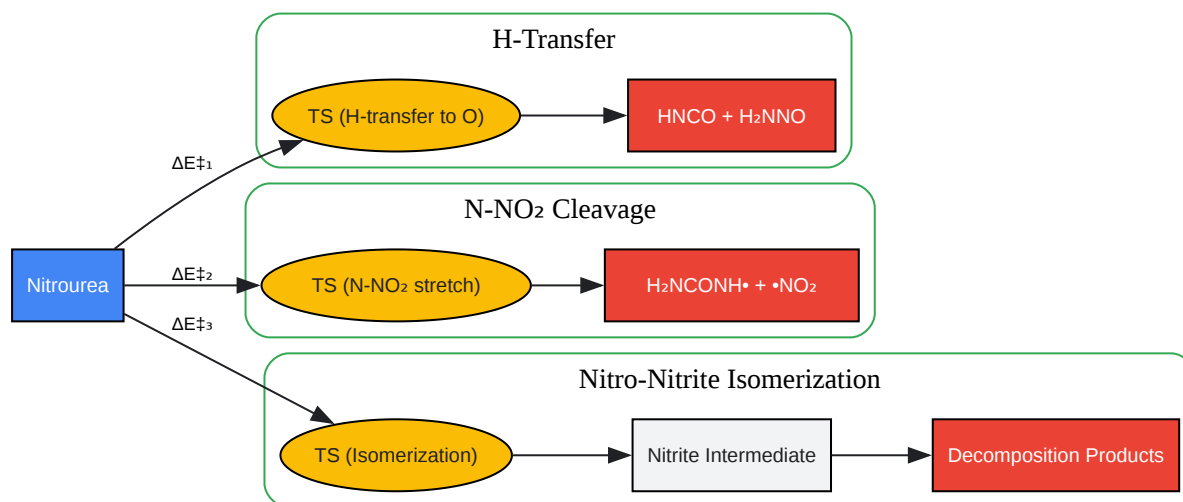 H-Transfer
TS (H-transfer to O)
HNCO + H₂NNO
ΔE‡₁
N-NO₂ Cleavage
Nitrourea
ΔE‡₂
TS (N-NO₂ stretch)
H₂NCONH• + •NO₂
ΔE‡₃
Nitro-Nitrite Isomerization
TS (Isomerization)
Nitrite Intermediate
Decomposition Products